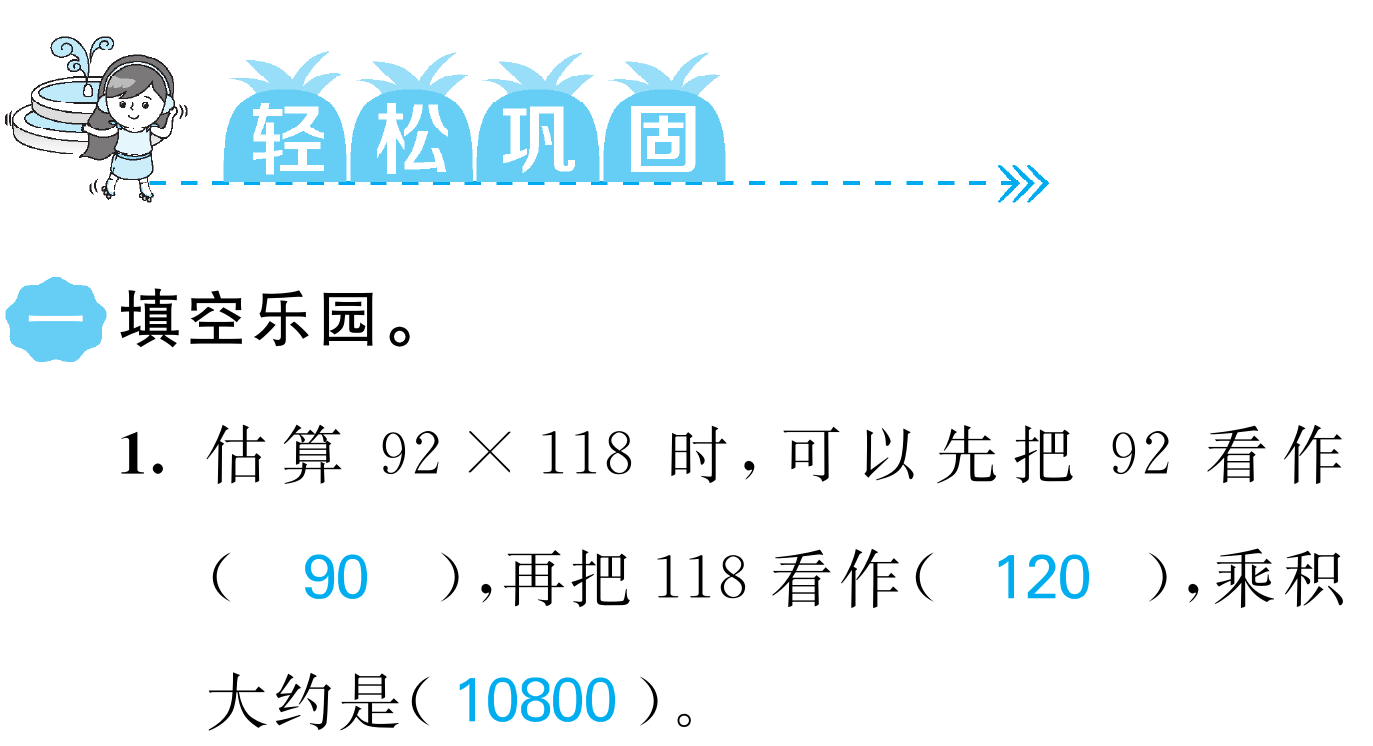 轻松巩固
一 填空乐园。
1. 估算 92×118 时，可以先把 92 看作
（ 90 ），再把 118 看作（ 120 ），乘积
大约是（ 10800 ）。